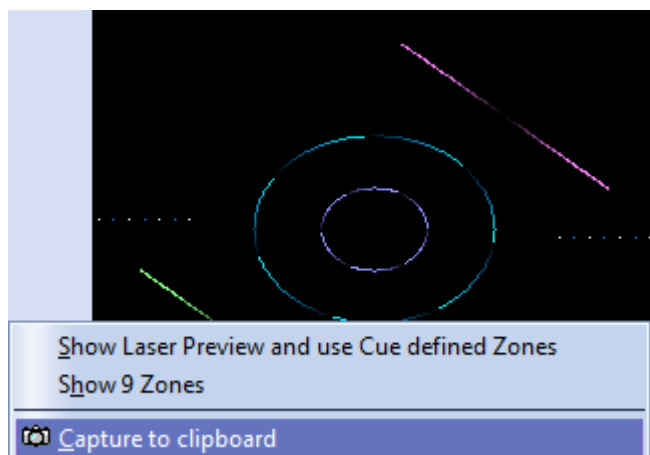 Show Laser Preview and use Cue defined Zones
Show 9 Zones
Capture to clipboard